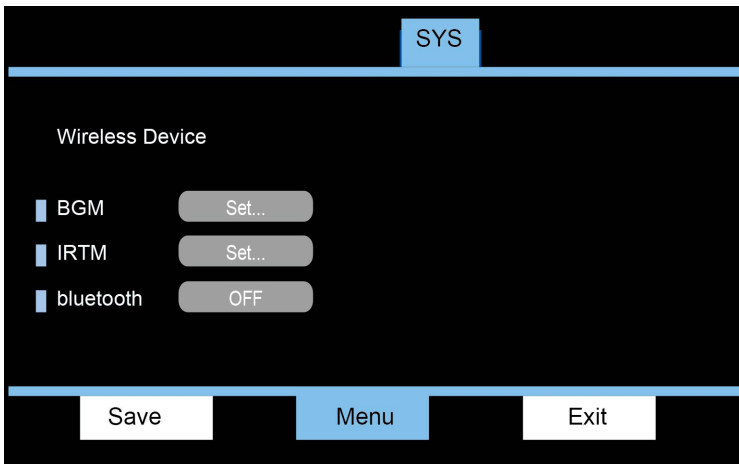 SYS
Wireless Device
BGM Set...
IRTM Set...
bluetooth OFF
Save Menu Exit